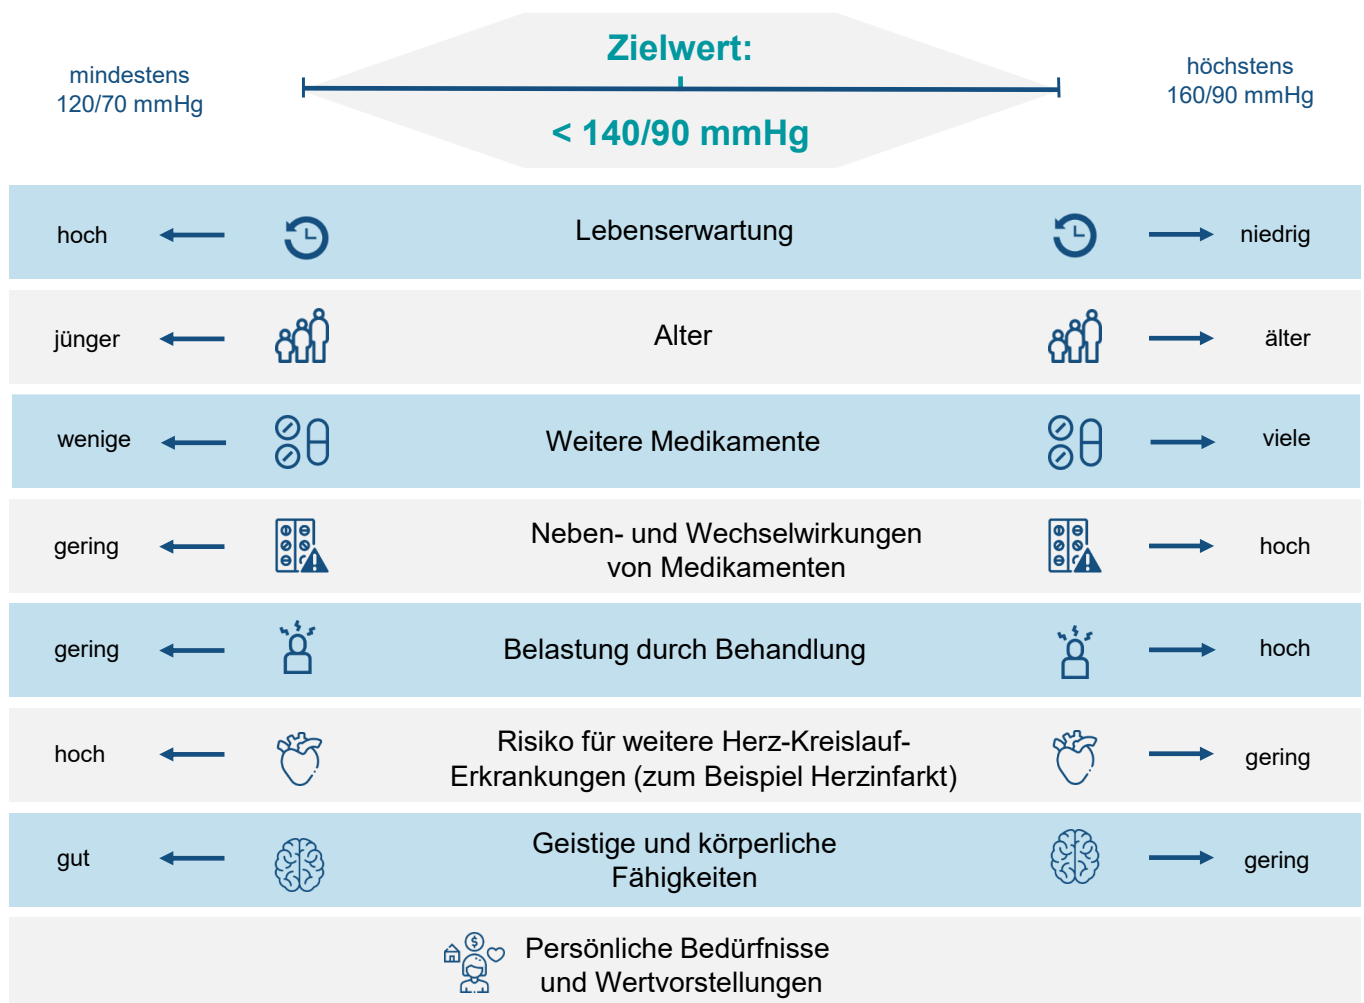 mindestens
120/70 mmHg
Zielwert:
< 140/90 mmHg
höchstens
160/90 mmHg
hoch
Lebenserwartung
niedrig
jünger
Alter
älter
wenige
Weitere Medikamente
viele
gering
Neben- und Wechselwirkungen
von Medikamenten
hoch
gering
Belastung durch Behandlung
hoch
hoch
Risiko für weitere Herz-Kreislauf-
Erkrankungen (zum Beispiel Herzinfarkt)
gering
gut
Geistige und körperliche
Fähigkeiten
gering
$
Persönliche Bedürfnisse
und Wertvorstellungen